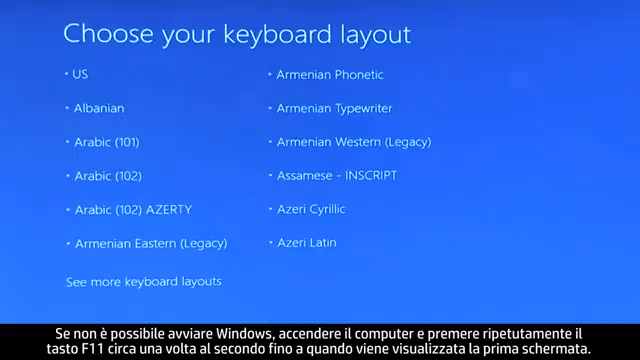 Choose your keyboard layout
US
Albanian
Arabic (101)
Arabic (102)
Arabic (102) AZERTY
Armenian Eastern (Legacy)
See more keyboard layouts
Armenian Phonetic
Armenian Typewriter
Armenian Western (Legacy)
Assamese - INSCRIPT
Azeri Cyrillic
Azeri Latin
Se non è possibile avviare Windows, accendere il computer e premere ripetutamente il
tasto F11 circa una volta al secondo fino a quando viene visualizzata la prima schermata.